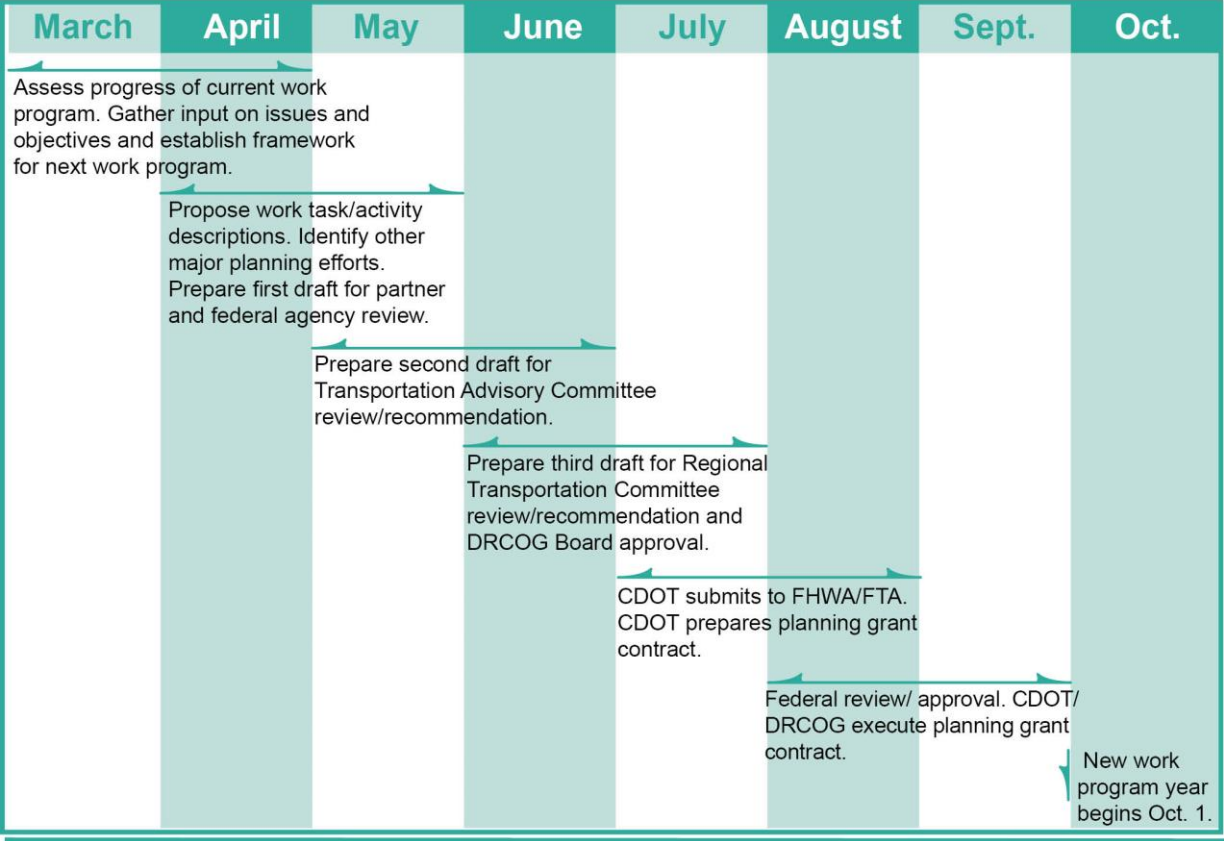 March April May June July August Sept. Oct.
Assess progress of current work
program. Gather input on issues and
objectives and establish framework
for next work program.
Propose work task/activity
descriptions. Identify other
major planning efforts.
Prepare first draft for partner
and federal agency review.
Prepare second draft for
Transportation Advisory Committee
review/recommendation.
Prepare third draft for Regional
Transportation Committee
review/recommendation and
DRCOG Board approval.
CDOT submits to FHWA/FTA.
CDOT prepares planning grant
contract.
Federal review/ approval. CDOT/
DRCOG execute planning grant
contract.
New work
program year
begins Oct. 1.